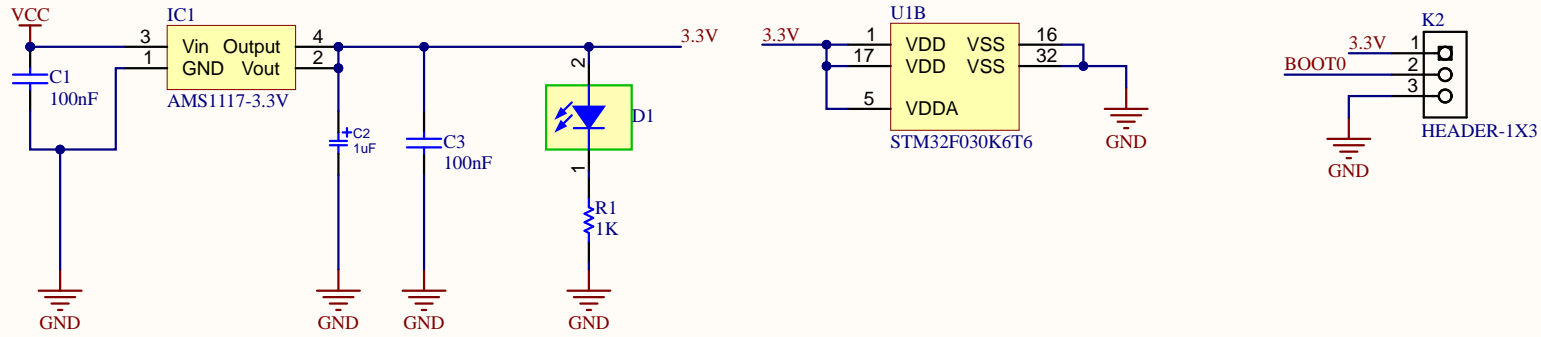 VCC
IC1
3 Vin Output 4
1 GND Vout 2
AMS1117-3.3V
C1
100nF
+C2
1uF
C3
100nF
2
D1
1
R1
1K
3.3V
GND
GND
GND
GND
U1B
3.3V
1 VDD VSS 16
17 VDD VSS 32
5 VDDA
STM32F030K6T6
GND
K2
3.3V 1
BOOT0 2
3
HEADER-1X3
GND